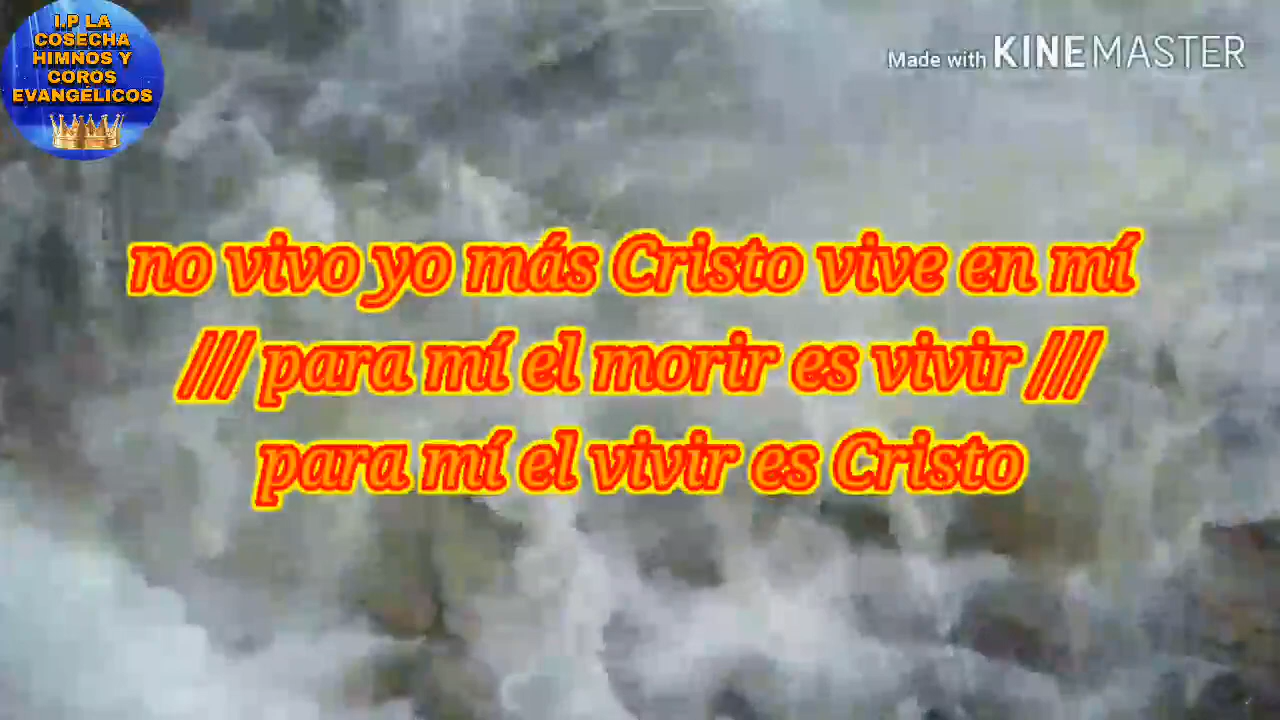 I.P LA
COSECHA
HIMNOS Y
COROS
EVANGÉLICOS
Made with KINEMASTER
no vivo yo más Cristo vive en mí
/// para mí el morir es vivir ///
para mí el vivir es Cristo